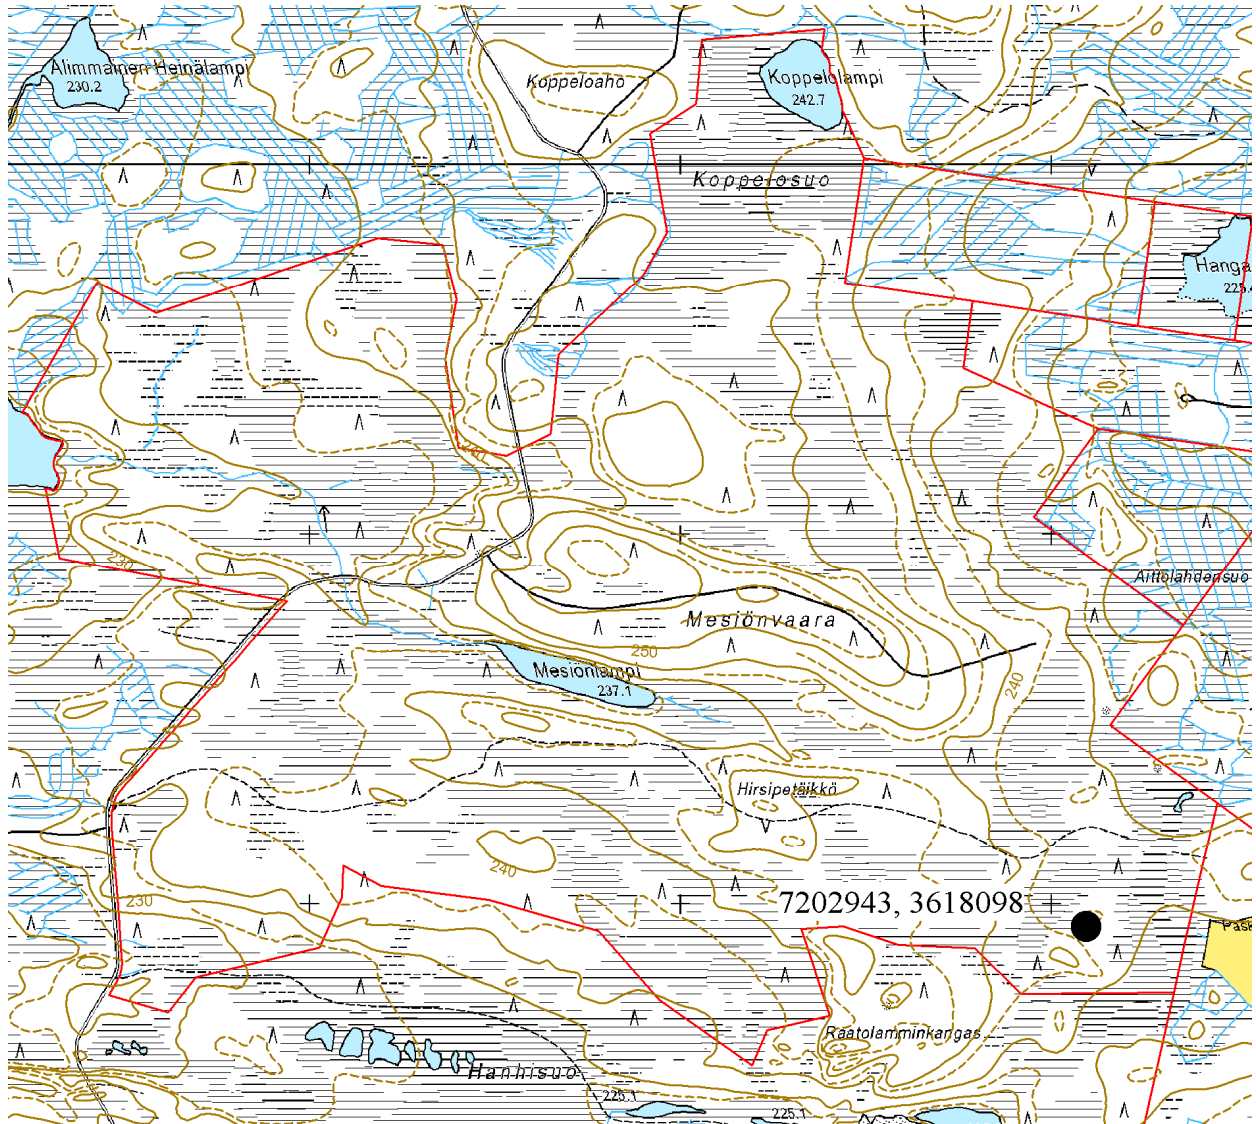 Alimmainen Heinälampi
230.2
Koppeloaho
Koppelolampi
242.7
Koppelosuo
240
230
Aittolahdensuo
Mesiönvaara
250
Mesiönlampi
237.1
240
Hirsipetäikkö
240
230
7202943, 3618098
Raatolamminkangas
Hanhisuo
225.1
225.1